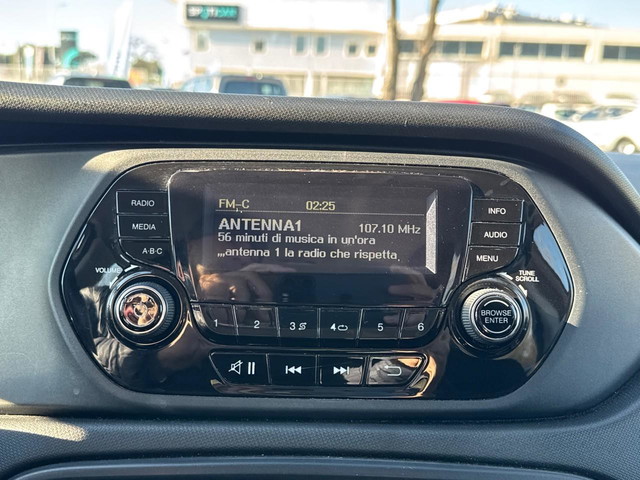 RADIO
MEDIA
A·B·C
VOLUME
FM-C 02:25
ANTENNA1 107.10 MHz
56 minuti di musica in un'ora
,,,antenna 1 la radio che rispetta,
INFO
AUDIO
MENU
TUNE
SCROLL
BROWSE
ENTER
1 2 3 4 5 6